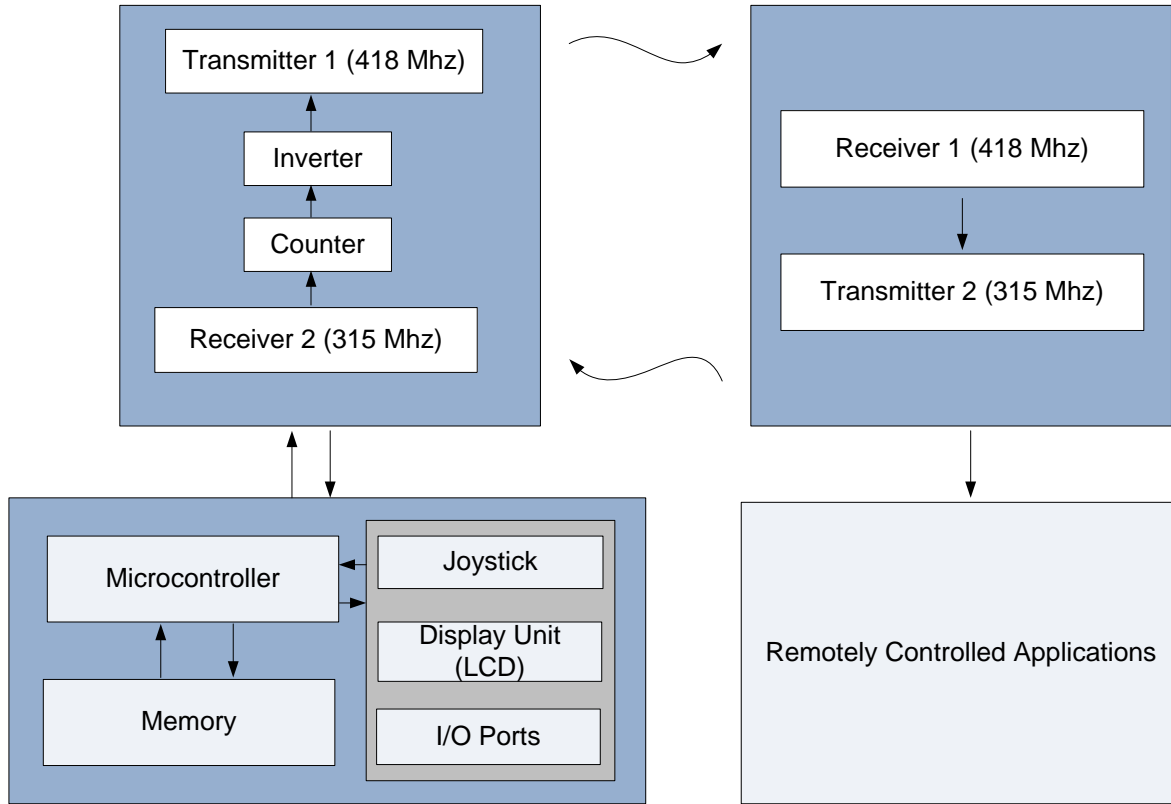 Transmitter 1 (418 Mhz)
Inverter
Counter
Receiver 2 (315 Mhz)
Receiver 1 (418 Mhz)
Transmitter 2 (315 Mhz)
Microcontroller
Memory
Joystick
Display Unit
(LCD)
I/O Ports
Remotely Controlled Applications